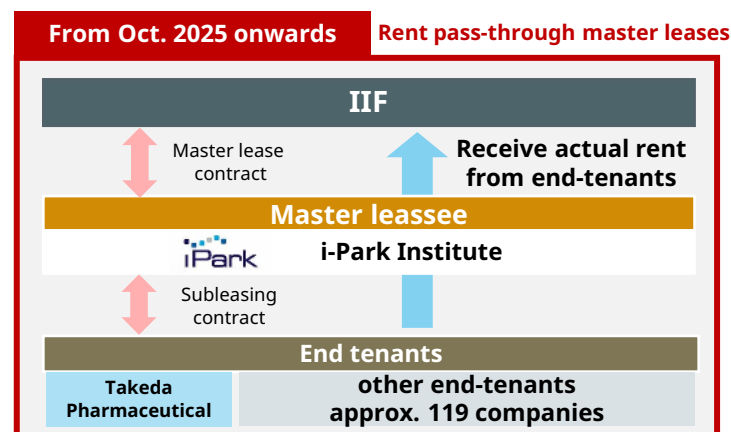 From Oct. 2025 onwards
Rent pass-through master leases
IIF
Master lease
contract
Receive actual rent
from end-tenants
Master leassee
iPark
i-Park Institute
Subleasing
contract
End tenants
Takeda
Pharmaceutical
other end-tenants
approx. 119 companies